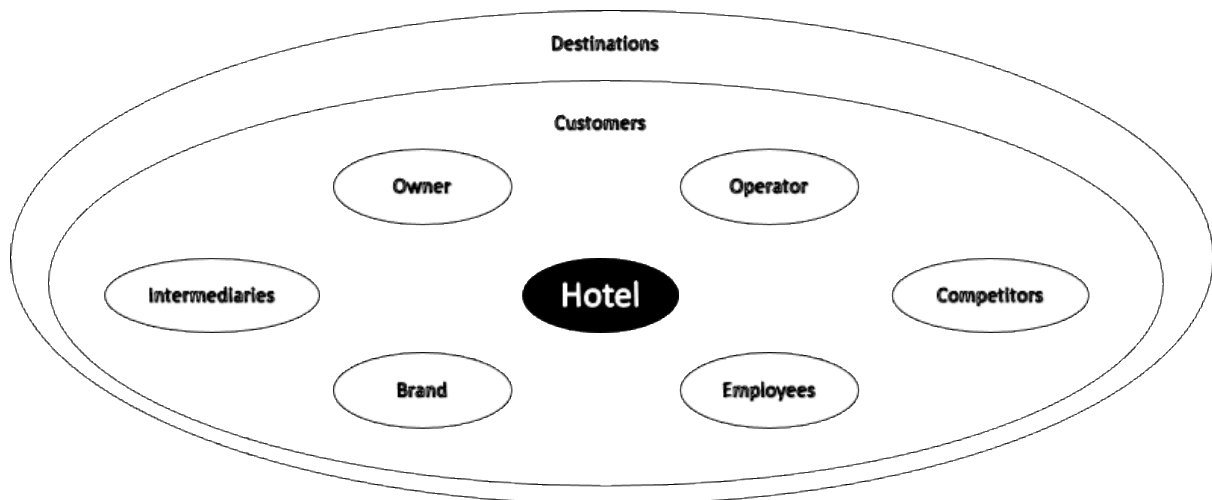 Destinations
Customers
Owner
Operator
Intermediaries
Hotel
Competitors
Brand
Employees